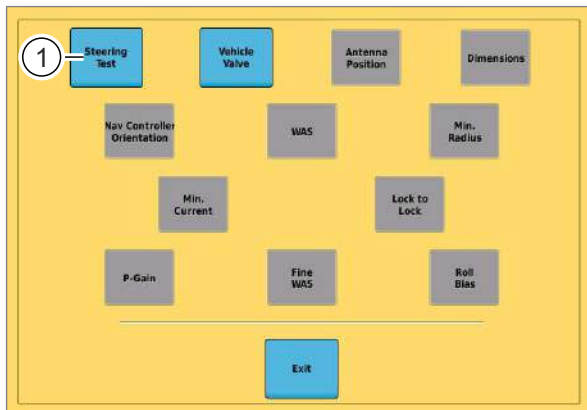 1
Steering
Test
Vehicle
Valve
Antenna
Position
Dimensions
Nav Controller
Orientation
WAS
Min.
Radius
Min.
Current
Lock to
Lock
P-Gain
Fine
WAS
Roll
Bias
Exit